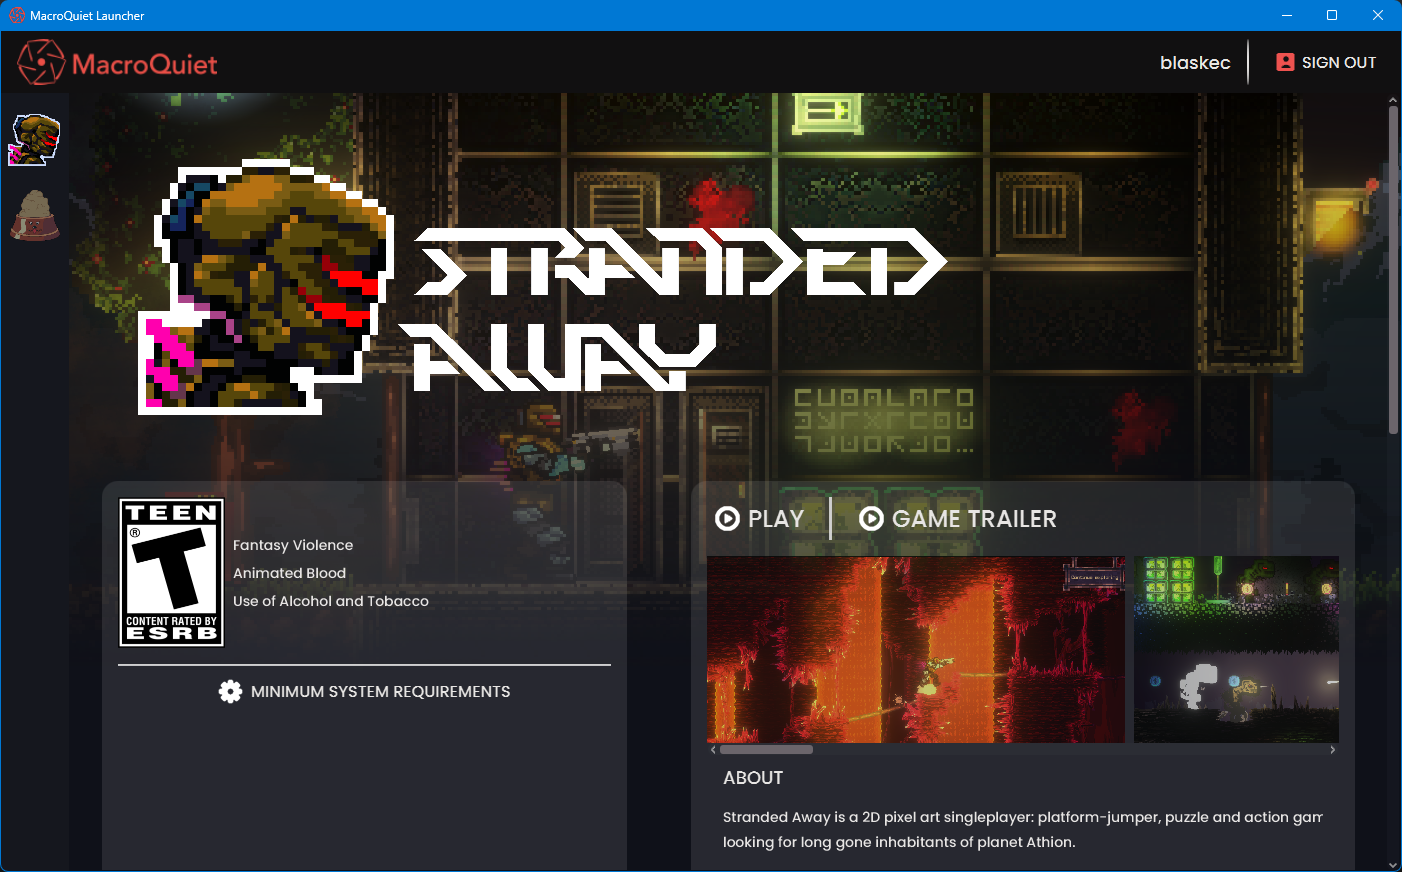 MacroQuiet Launcher
MacroQuiet
blaskec
SIGN OUT
STRANDED
AWAY
TEEN
®
T
CONTENT RATED BY
ESRB
Fantasy Violence
Animated Blood
Use of Alcohol and Tobacco
MINIMUM SYSTEM REQUIREMENTS
PLAY
GAME TRAILER
Continue exploring
ABOUT
Stranded Away is a 2D pixel art singleplayer: platform-jumper, puzzle and action gam
looking for long gone inhabitants of planet Athion.